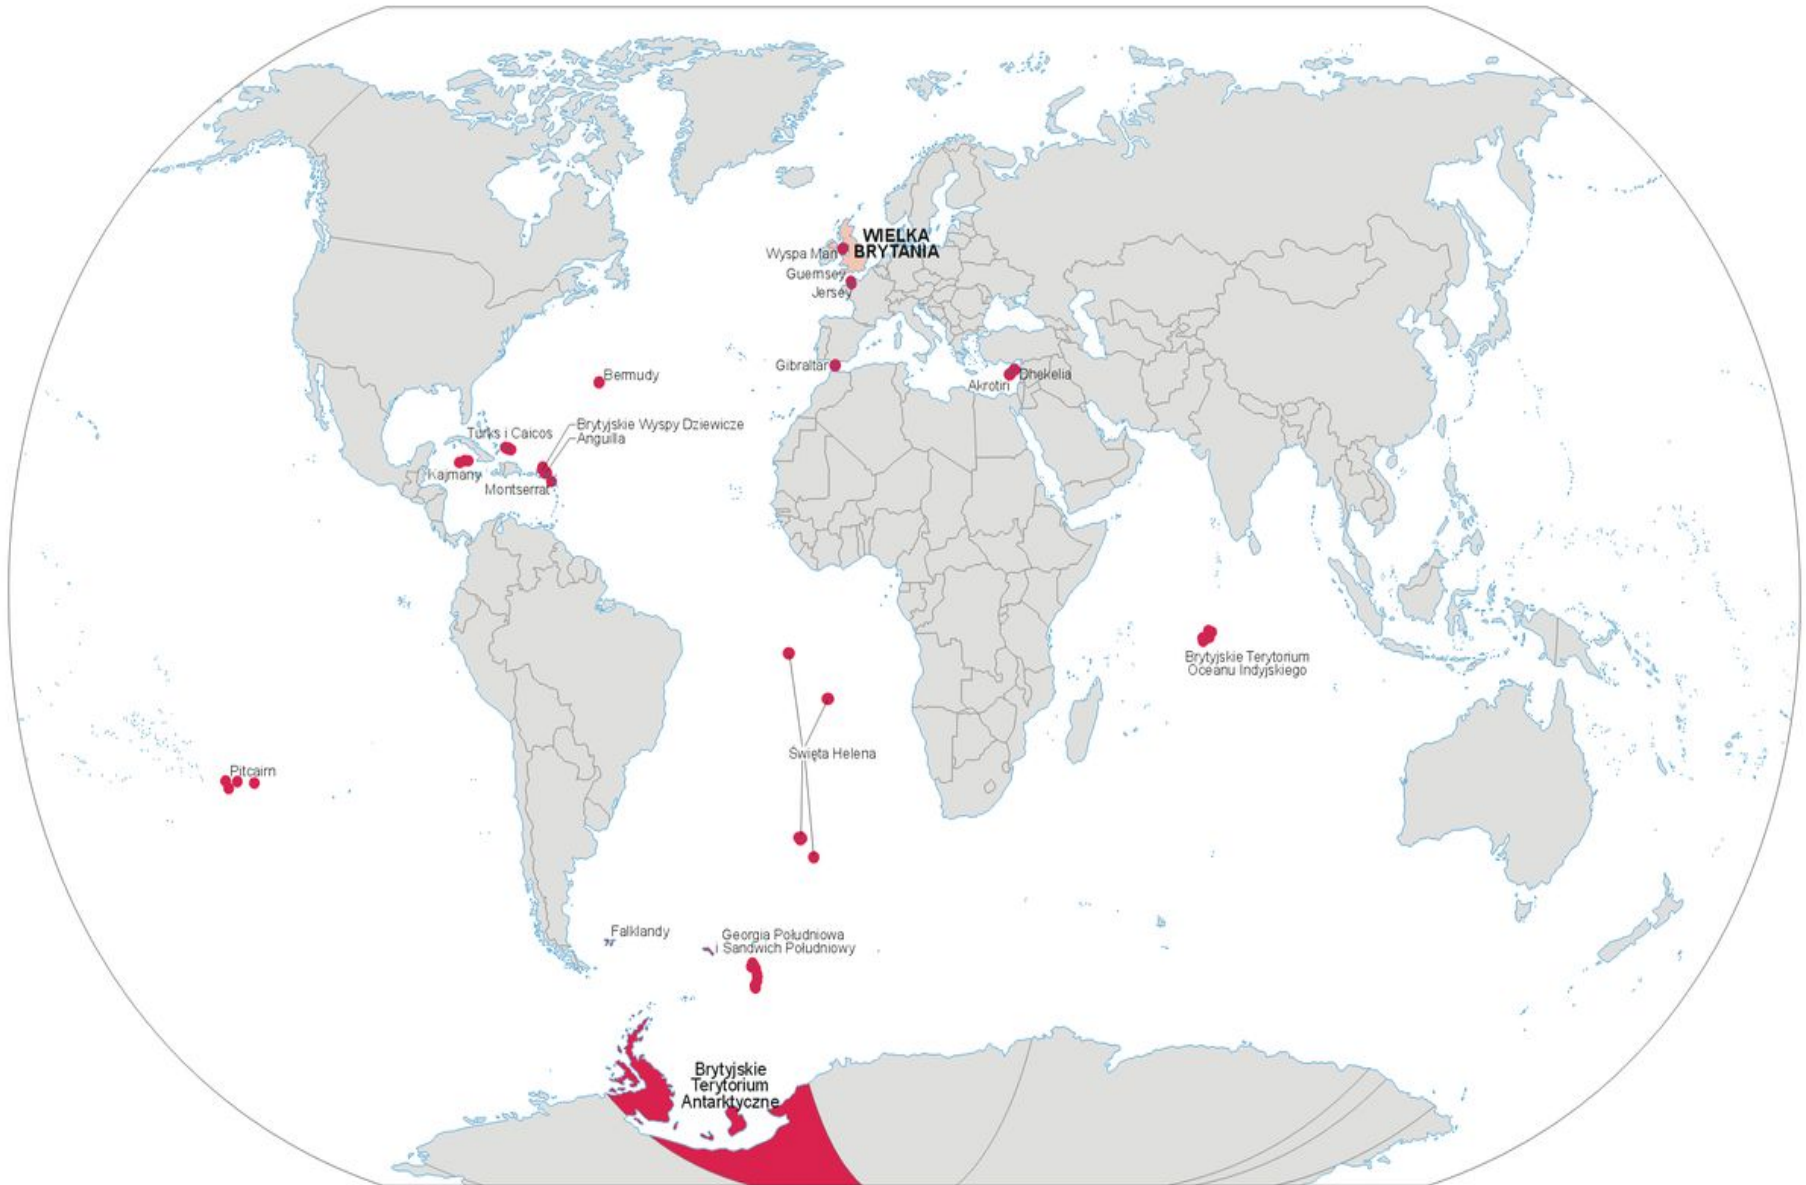 WIELKA
BRYTANIA
Wyspa Man
Guernsey
Jersey
Gibraltar
Akrotiri
Dhekelia
Bermudy
Brytyjskie Wyspy Dziewicze
Anguilla
Turks i Caicos
Kajmany
Montserrat
Brytyjskie Terytorium
Oceanu Indyjskiego
Święta Helena
Pitcairn
Falklandy
Georgia Południowa
i Sandwich Południowy
Brytyjskie
Terytorium
Antarktyczne